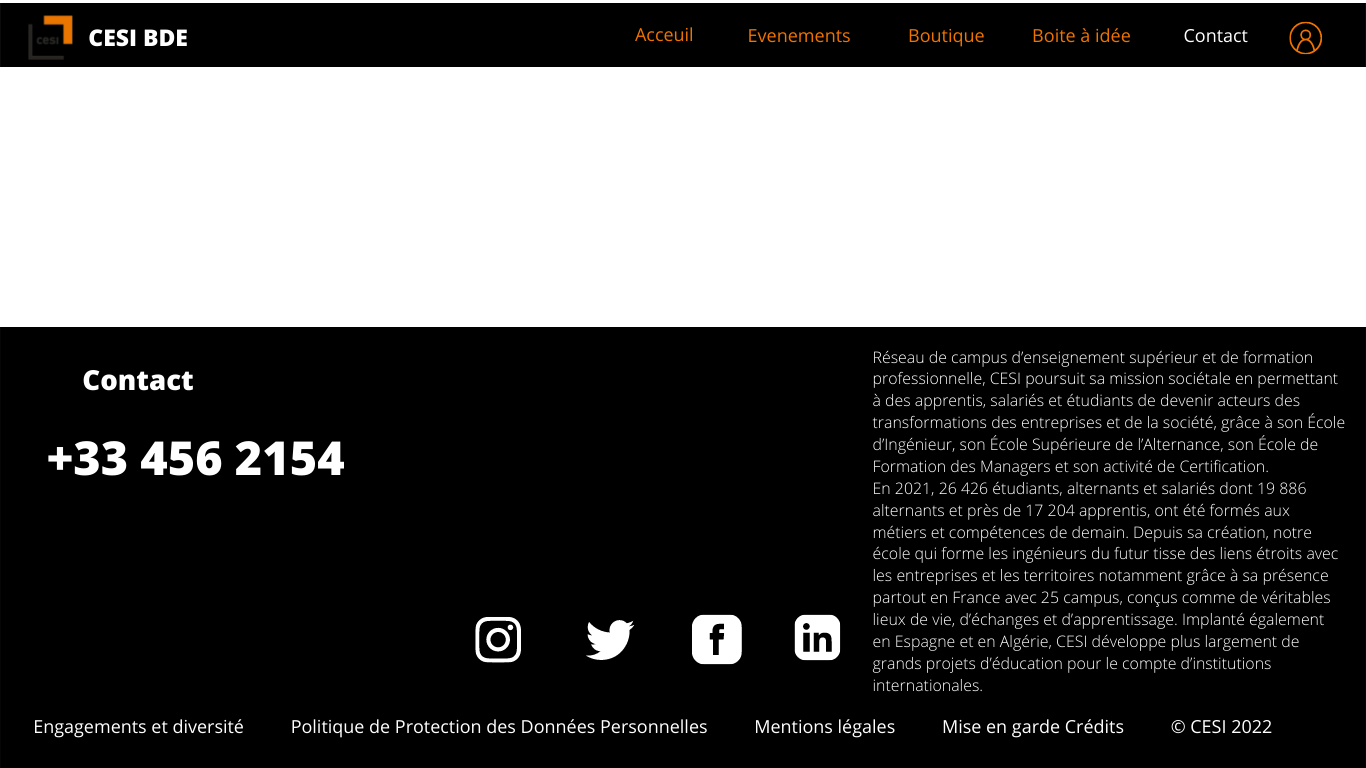 cesi
CESI BDE
Acceuil
Evenements
Boutique
Boite à idée
Contact
Contact
+33 456 2154
Réseau de campus d’enseignement supérieur et de formation
professionnelle, CESI poursuit sa mission sociétale en permettant
à des apprentis, salariés et étudiants de devenir acteurs des
transformations des entreprises et de la société, grâce à son École
d’Ingénieur, son École Supérieure de l’Alternance, son École de
Formation des Managers et son activité de Certification.
En 2021, 26 426 étudiants, alternants et salariés dont 19 886
alternants et près de 17 204 apprentis, ont été formés aux
métiers et compétences de demain. Depuis sa création, notre
école qui forme les ingénieurs du futur tisse des liens étroits avec
les entreprises et les territoires notamment grâce à sa présence
partout en France avec 25 campus, conçus comme de véritables
lieux de vie, d’échanges et d’apprentissage. Implanté également
en Espagne et en Algérie, CESI développe plus largement de
grands projets d’éducation pour le compte d’institutions
internationales.
Engagements et diversité
Politique de Protection des Données Personnelles
Mentions légales
Mise en garde Crédits
© CESI 2022